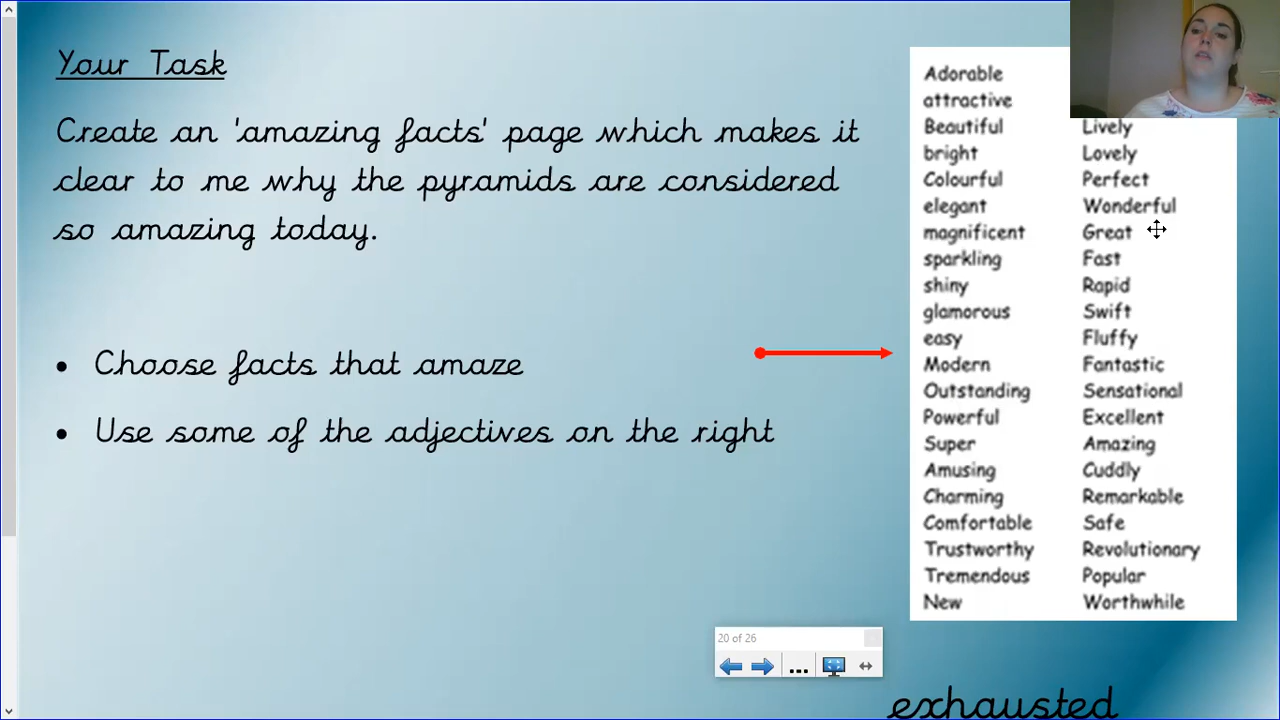 Your Task
Create an 'amazing facts' page which makes it
clear to me why the pyramids are considered
so amazing today.
• Choose facts that amaze
• Use some of the adjectives on the right
Adorable
attractive
Beautiful
bright
Colourful
elegant
magnificent
sparkling
shiny
glamorous
easy
Modern
Outstanding
Powerful
Super
Amusing
Charming
Comfortable
Trustworthy
Tremendous
New
Lively
Lovely
Perfect
Wonderful
Great
Fast
Rapid
Swift
Fluffy
Fantastic
Sensational
Excellent
Amazing
Cuddly
Remarkable
Safe
Revolutionary
Popular
Worthwhile
20 of 26
...
exhausted